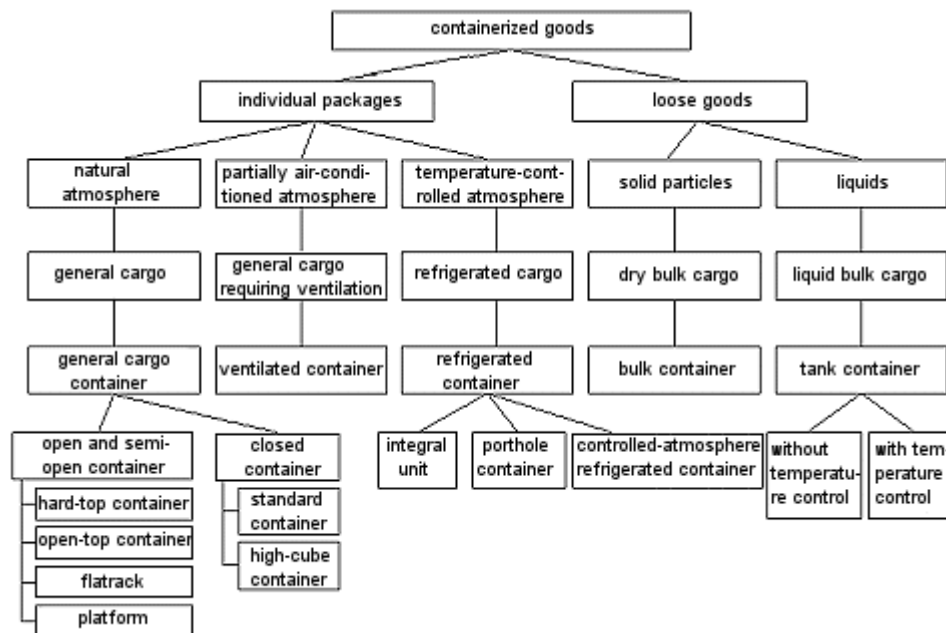 containerized goods
individual packages
loose goods
natural
atmosphere
partially air-condi-
tioned atmosphere
temperature-cont-
rolled atmosphere
solid particles
liquids
general cargo
general cargo
requiring ventilation
refrigerated cargo
dry bulk cargo
liquid bulk cargo
general cargo
container
ventilated container
refrigerated
container
bulk container
tank container
open and semi-
open container
closed
container
integral
unit
porthole
container
controlled-atmosphere
refrigerated container
without
temperatu-
re control
with tem-
perature
control
hard-top container
open-top container
flatrack
platform
standard
container
high-cube
container